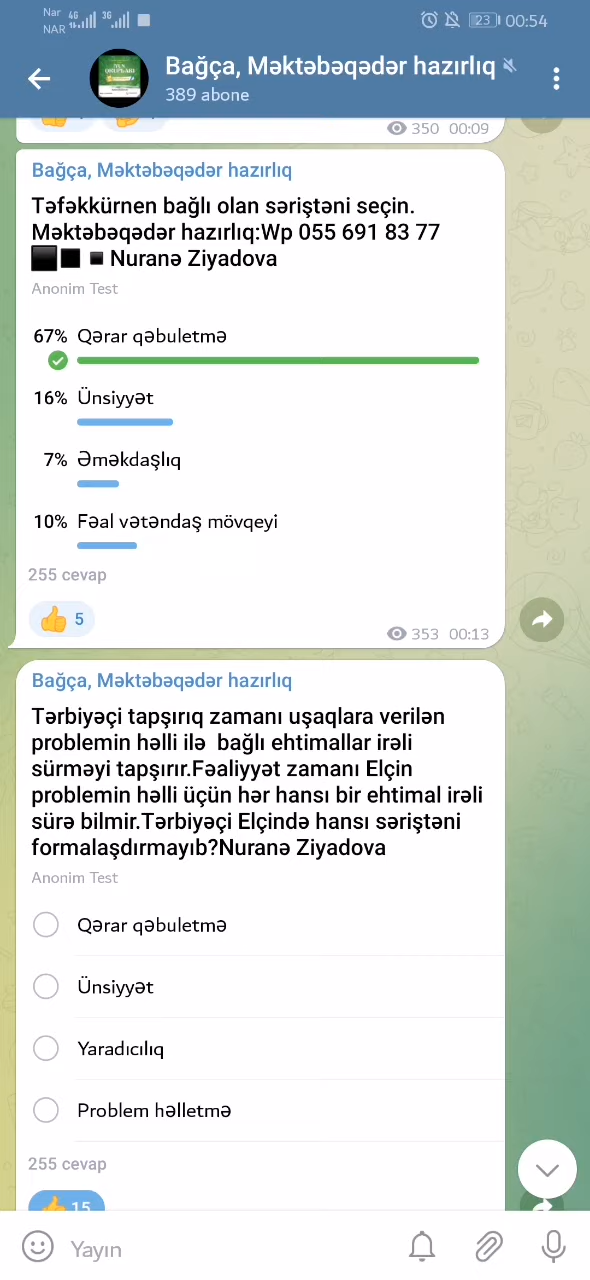 Nar 4G 3G 23 00:54
NAR
Bağça, Məktəbəqədər hazırlıq
389 abone
350 00:09
Bağça, Məktəbəqədər hazırlıq
Təfəkkürnen bağlı olan səriştəni seçin.
Məktəbəqədər hazırlıq:Wp 055 691 83 77
Nuranə Ziyadova
Anonim Test
67% Qərar qəbuletmə
16% Ünsiyyət
7% Əməkdaşlıq
10% Fəal vətəndaş mövqeyi
255 cevap
👍 5
353 00:13
Bağça, Məktəbəqədər hazırlıq
Tərbiyəçi tapşırıq zamanı uşaqlara verilən
problemin həlli ilə bağlı ehtimallar irəli
sürməyi tapşırır.Fəaliyyət zamanı Elçin
problemin həlli üçün hər hansı bir ehtimal irəli
sürə bilmir.Tərbiyəçi Elçində hansı səriştəni
formalaşdırmayıb?Nuranə Ziyadova
Anonim Test
Qərar qəbuletmə
Ünsiyyət
Yaradıcılıq
Problem həlletmə
255 cevap
👍 15
Yayın